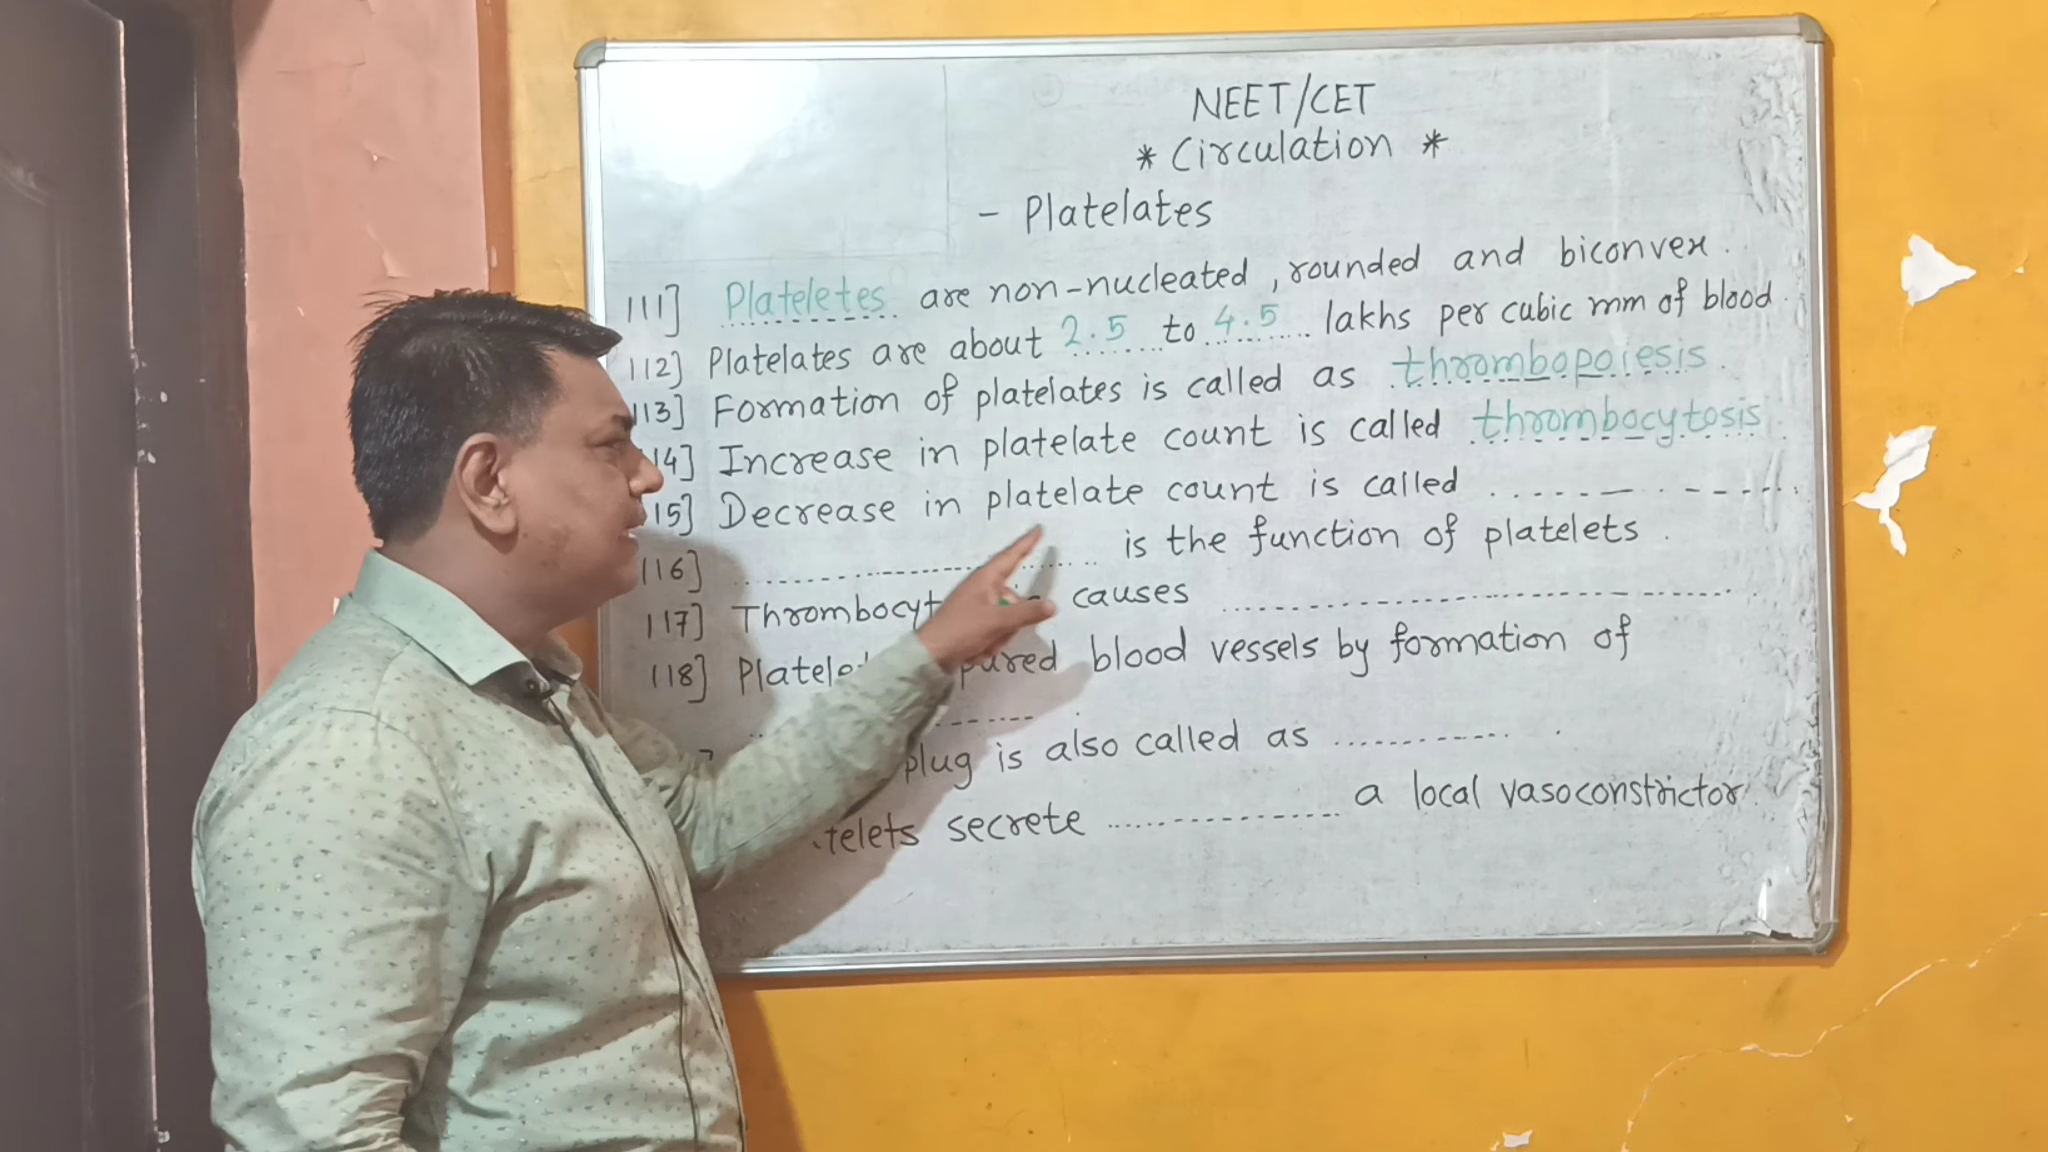 NEET/CET
* Circulation *
- Platelates
111] Plateletes are non-nucleated, rounded and biconvex.
112] Platelates are about 2.5 to 4.5 lakhs per cubic mm of blood.
113] Formation of platelates is called as thrombopoiesis.
14] Increase in platelate count is called thrombocytosis.
15] Decrease in platelate count is called ............
116] ............ is the function of platelets.
117] causes ............
118] blood vessels by formation of
............
plug is also called as ............ .
secrete ............ a local vasoconstrictor.